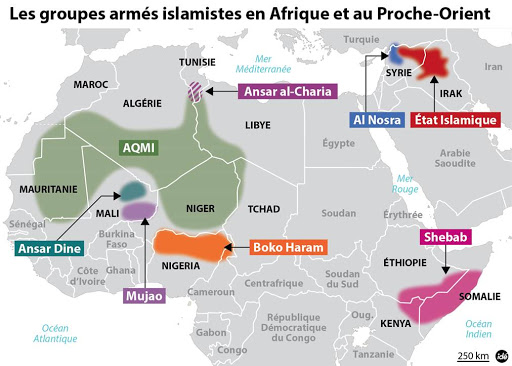 Les groupes armés islamistes en Afrique et au Proche-Orient
Turquie
Mer
Méditerranée
TUNISIE
SYRIE
Iran
IRAK
MAROC
Ansar al-Charia
ALGÉRIE
Al Nosra
État Islamique
LIBYE
AQMI
Égypte
Arabie
Saoudite
Mer
Rouge
MAURITANIE
MALI
NIGER
TCHAD
Soudan
Érythrée
Sénégal
Ansar Dine
Burkina
Faso
Shebab
Boko Haram
Mujao
NIGERIA
ÉTHIOPIE
Côte
d'Ivoire
Ghana
Cameroun
Centrafrique
Soudan
du Sud
SOMALIE
Océan
Atlantique
Gabon
Congo
République
Démocratique
du Congo
Oug.
KENYA
Océan
Indien
Tanzanie
250 km
idé